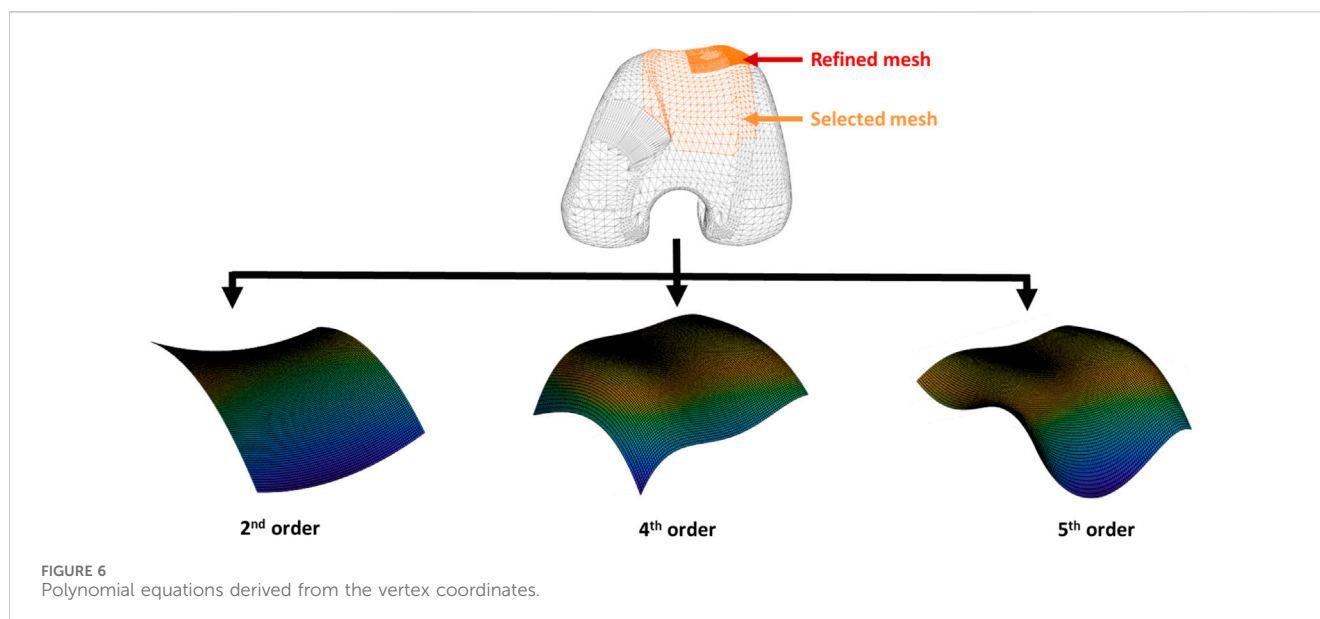 Refined mesh
Selected mesh
2nd order
4th order
5th order
FIGURE 6
Polynomial equations derived from the vertex coordinates.